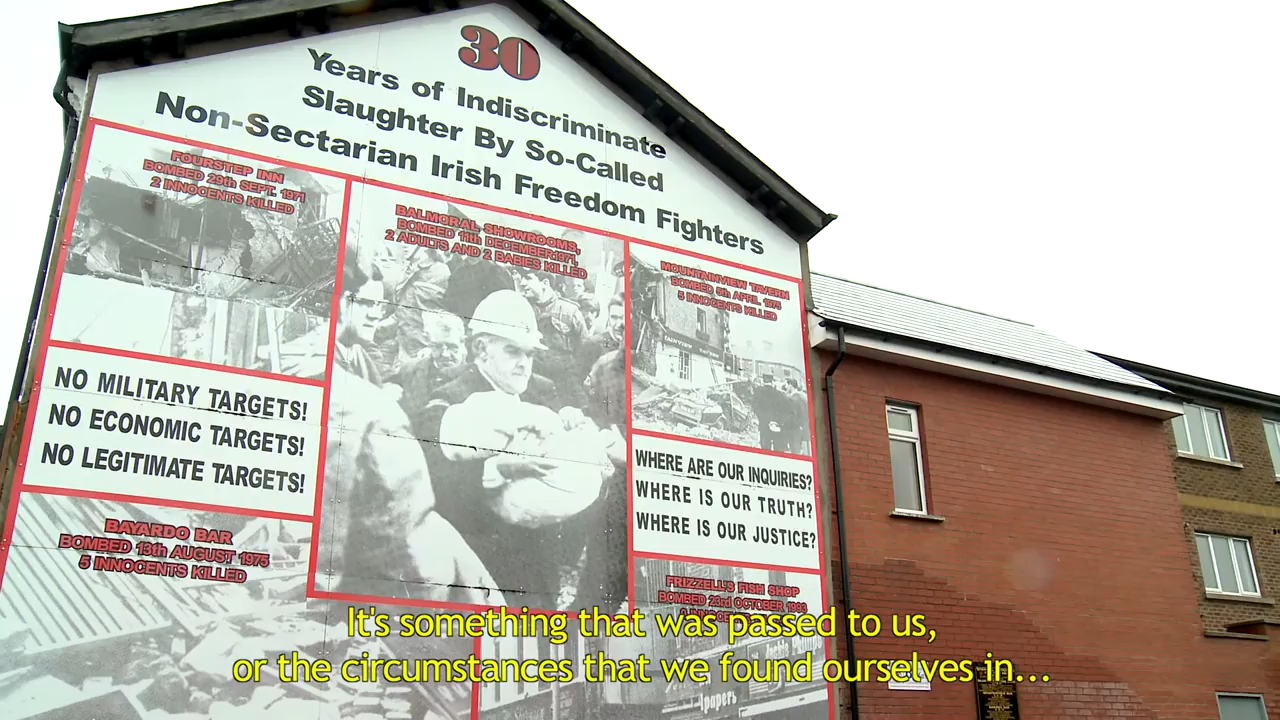 30
Years of Indiscriminate
Slaughter By So-Called
Non-Sectarian Irish Freedom Fighters
FOURSTEP INN
BOMBED 29th SEPT. 1971
2 INNOCENTS KILLED
BALMORAL SHOWROOMS,
BOMBED 11th DECEMBER 1971,
2 ADULTS AND 2 BABIES KILLED
MOUNTAINVIEW TAVERN
BOMBED 5th APRIL 1975
5 INNOCENTS KILLED
NO MILITARY TARGETS!
NO ECONOMIC TARGETS!
NO LEGITIMATE TARGETS!
WHERE ARE OUR INQUIRIES?
WHERE IS OUR TRUTH?
WHERE IS OUR JUSTICE?
BAYARDO BAR
BOMBED 13th AUGUST 1975
5 INNOCENTS KILLED
FRIZZELL'S FISH SHOP
BOMBED 23rd OCTOBER 1993
It's something that was passed to us,
or the circumstances that we found ourselves in...